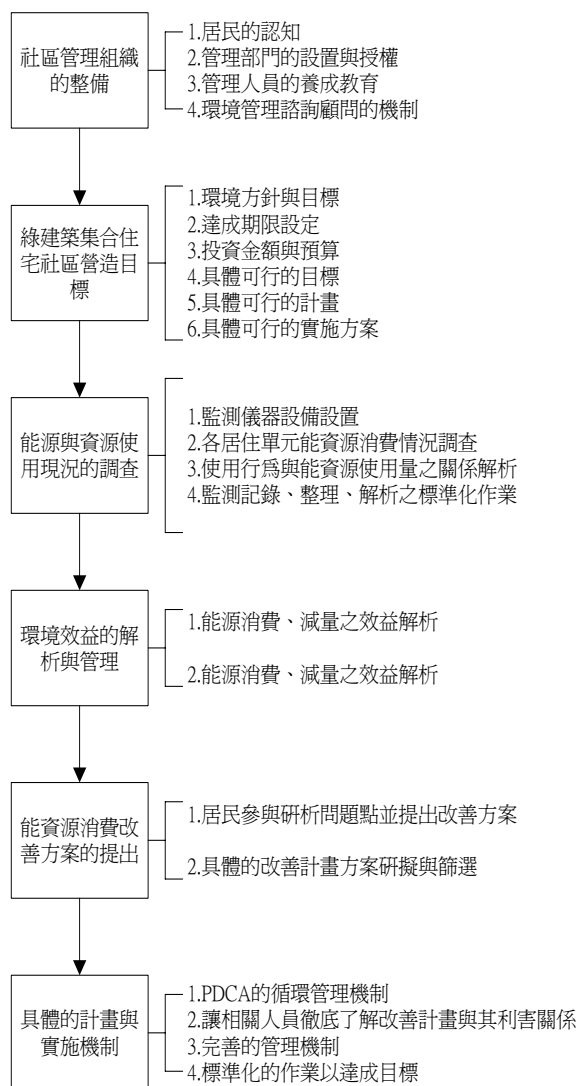 社區管理組織
的整備
1.居民的認知
2.管理部門的設置與授權
3.管理人員的養成教育
4.環境管理諮詢顧問的機制
綠建築集合住
宅社區營造目
標
1.環境方針與目標
2.達成期限設定
3.投資金額與預算
4.具體可行的目標
5.具體可行的計畫
6.具體可行的實施方案
能源與資源使
用現況的調查
1.監測儀器設備設置
2.各居住單元能資源消費情況調查
3.使用行為與能資源使用量之關係解析
4.監測記錄、整理、解析之標準化作業
環境效益的解
析與管理
1.能源消費、減量之效益解析
2.能源消費、減量之效益解析
能資源消費改
善方案的提出
1.居民參與研析問題點並提出改善方案
2.具體的改善計畫方案研擬與篩選
具體的計畫與
實施機制
1.PDCA的循環管理機制
2.讓相關人員徹底了解改善計畫與其利害關係
3.完善的管理機制
4.標準化的作業以達成目標